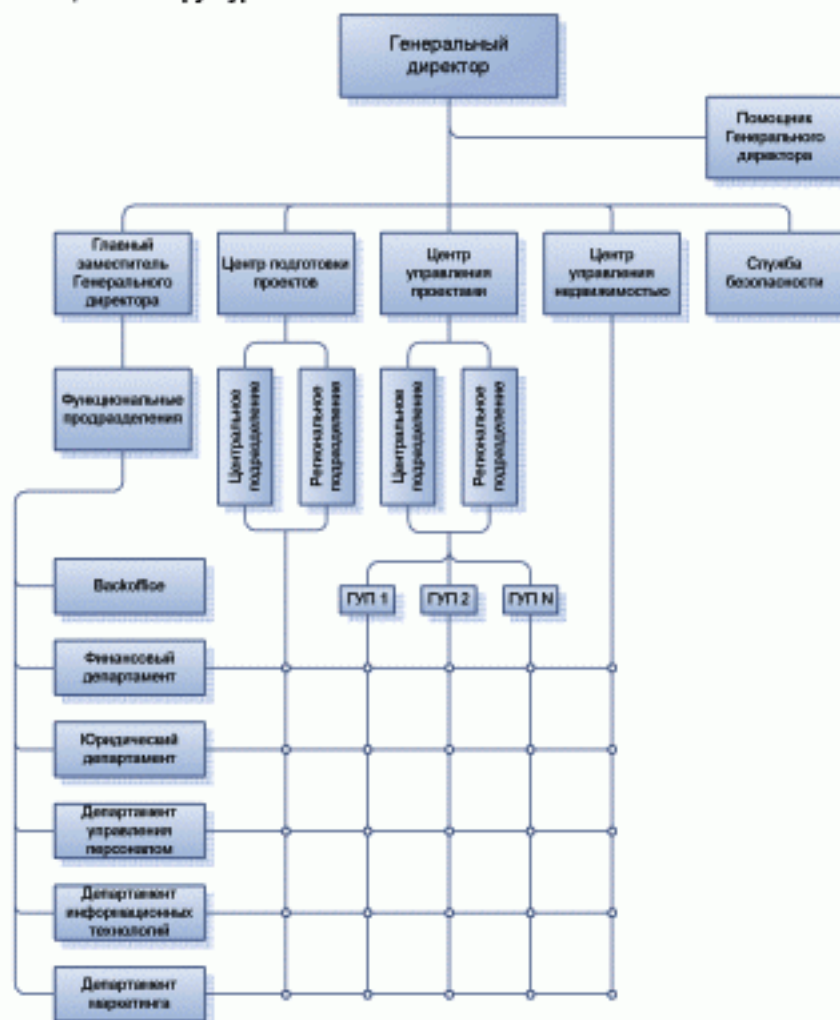 Генеральный
директор
Помощник
Генерального
директора
Главный
заместитель
Генерального
директора
Центр подготовки
проектов
Центр
управления
проектами
Центр
управления
недвижимостью
Служба
безопасности
Функциональные
продразделения
Центральное
подразделение
Региональное
подразделение
Центральное
подразделение
Региональное
подразделение
Backoffice
ГУП 1
ГУП 2
ГУП N
Финансовый
департамент
Юридический
департамент
Департамент
управления
персоналом
Департамент
информационных
технологий
Департамент
маркетинга